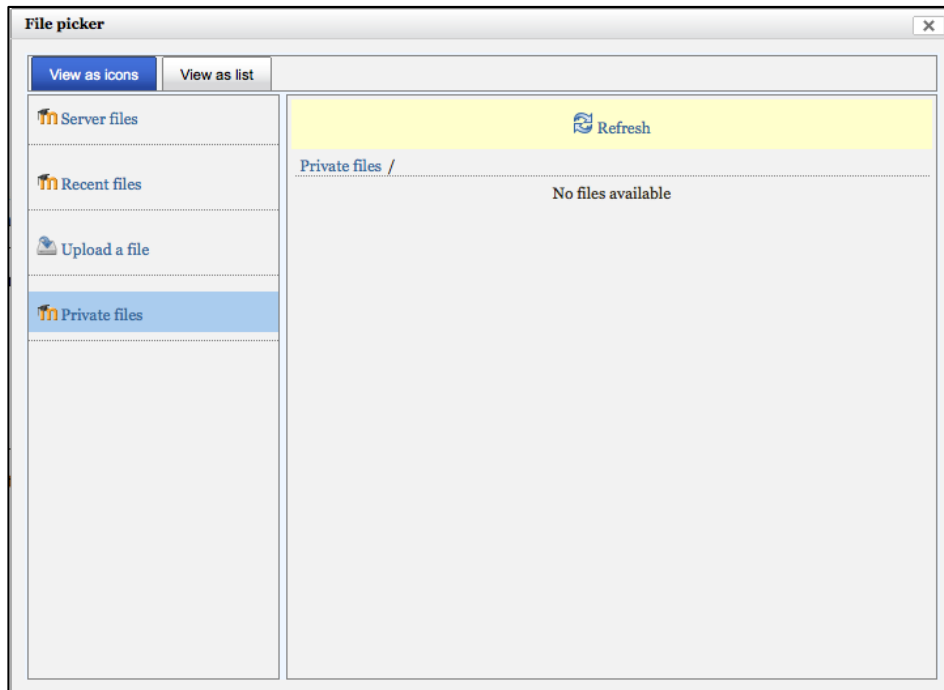 File picker
View as icons
View as list
Server files
Recent files
Upload a file
Private files
Refresh
Private files /
No files available